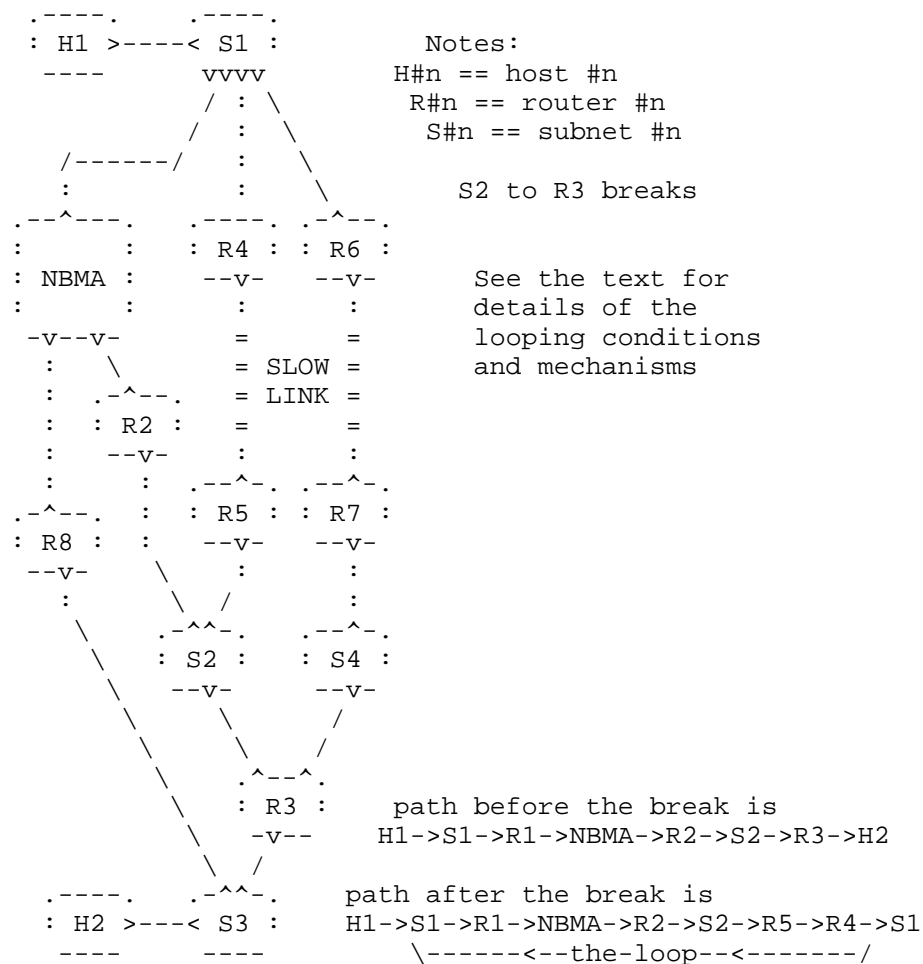 .----.     .----.
: H1 >----< S1 :          Notes:
 ----       vvvv        H#n == host #n
            / : \        R#n == router #n
           /  :  \        S#n == subnet #n
  /------/    :   \
  :           :    \        S2 to R3 breaks
.--^---.   .----. .-^--.
:      :   : R4 : : R6 :
: NBMA :    --v-   --v-      See the text for
:      :      :      :       details of the
 -v--v-       =      =       looping conditions
  :   \       = SLOW =       and mechanisms
  :  .-^--.   = LINK =
  :  : R2 :   =      =
  :   --v-    :      :
  :     :  .--^-. .--^-.
.-^--.  :  : R5 : : R7 :
: R8 :  :   --v-   --v-
 --v-    \    :      :
  :       \  /       :
   \     .-^^-.   .--^-.
    \    : S2 :   : S4 :
     \    --v-     --v-
      \      \      /
       \      \    /
        \    .^--^.
         \   : R3 :    path before the break is
          \   -v--    H1->S1->R1->NBMA->R2->S2->R3->H2
           \  /
 .----.   .-^^-.     path after the break is
 : H2 >---< S3 :    H1->S1->R1->NBMA->R2->S2->R5->R4->S1
  ----     ----         \------<--the-loop--<-------/